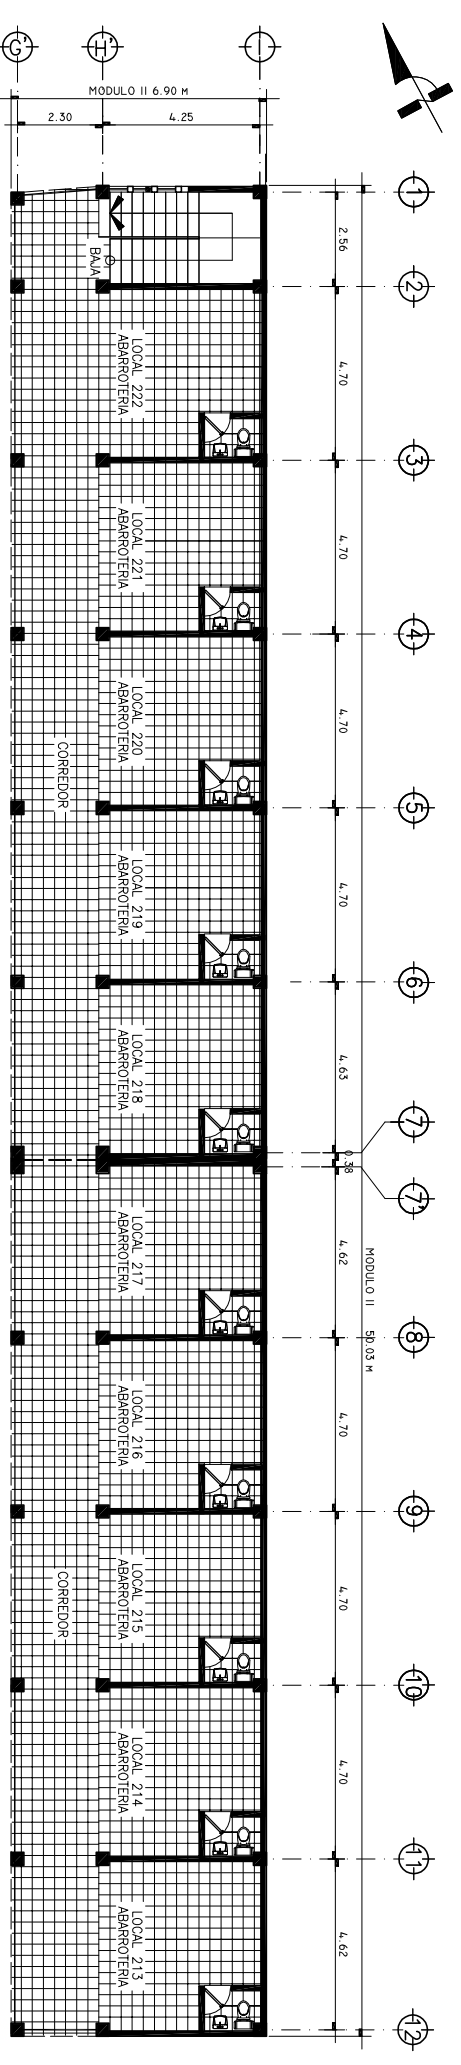 G'
H'
MODULO II 6.90 M
2.30
4.25
1
2.56
BAJA
2
4.70
LOCAL 222
ABARROTERIA
3
4.70
LOCAL 221
ABARROTERIA
4
4.70
LOCAL 220
ABARROTERIA
CORREDOR
5
4.70
LOCAL 219
ABARROTERIA
6
4.63
LOCAL 218
ABARROTERIA
7
0.38
7'
4.62
MODULO II 50.03 M
LOCAL 217
ABARROTERIA
8
4.70
LOCAL 216
ABARROTERIA
9
4.70
LOCAL 215
ABARROTERIA
CORREDOR
10
4.70
LOCAL 214
ABARROTERIA
11
4.62
LOCAL 213
ABARROTERIA
12